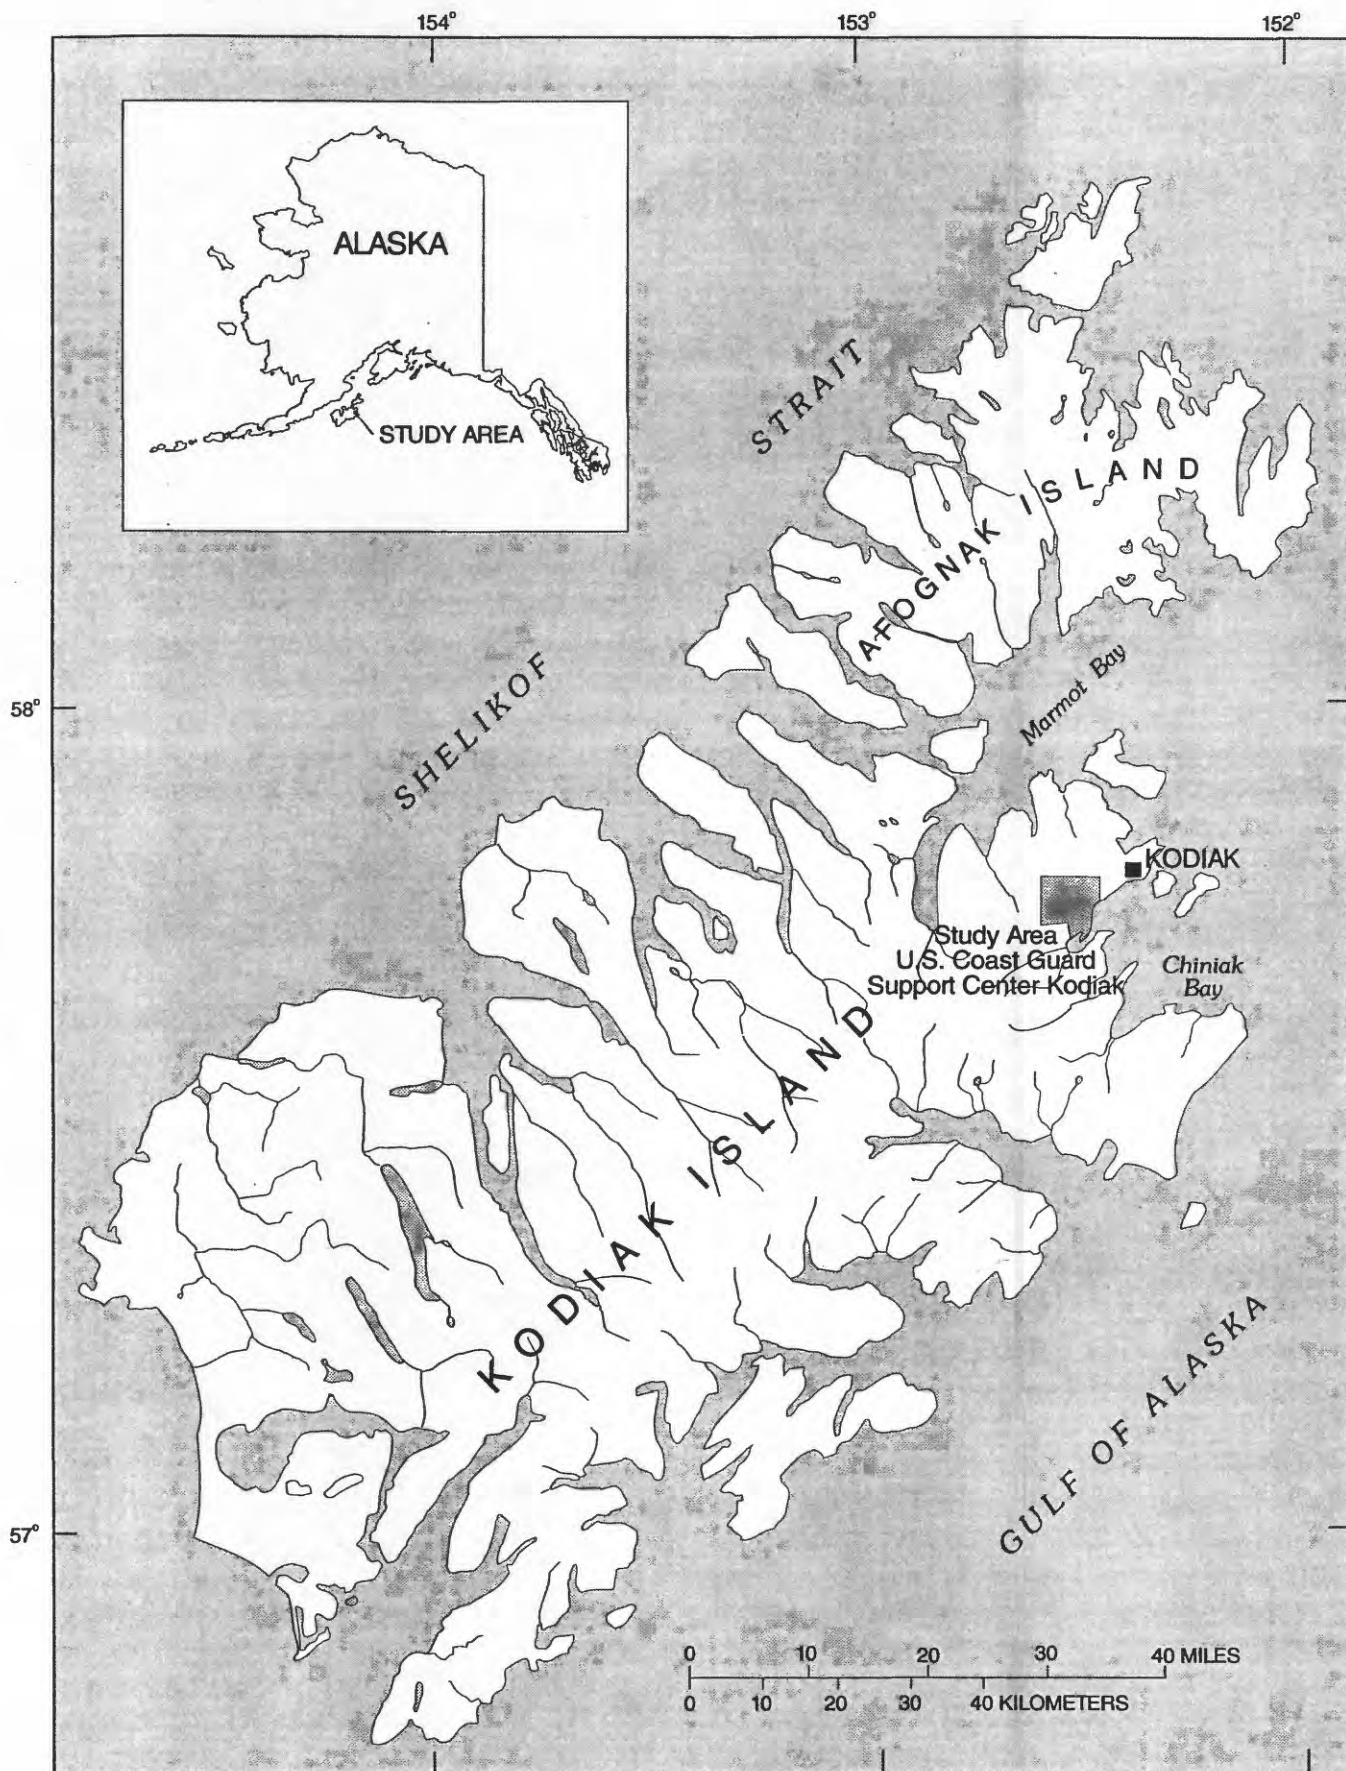 154°
153°
152°
ALASKA
STUDY AREA
SHELIKOF STRAIT
AFOGNAK ISLAND
Marmot Bay
58°
KODIAK
Study Area
U.S. Coast Guard
Support Center Kodiak
Chiniak
Bay
KODIAK ISLAND
GULF OF ALASKA
57°
0 10 20 30 40 MILES
0 10 20 30 40 KILOMETERS